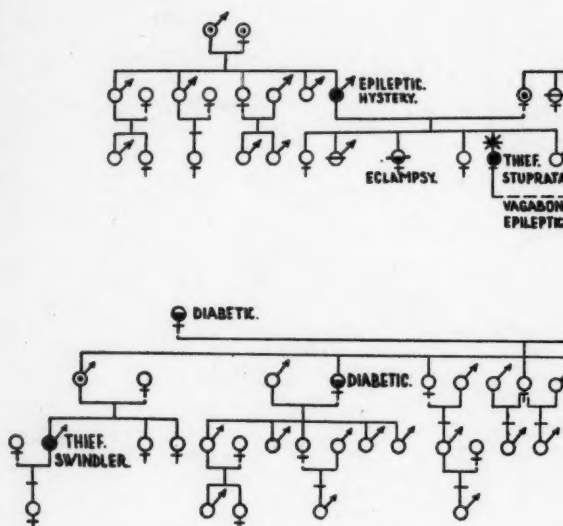 EPILEPTIC.
HYSTERY.
ECLAMPSY.
THIEF.
STUPRATA
VAGABON
EPILEPTIC
DIABETIC.
DIABETIC.
THIEF.
SWINDLER.